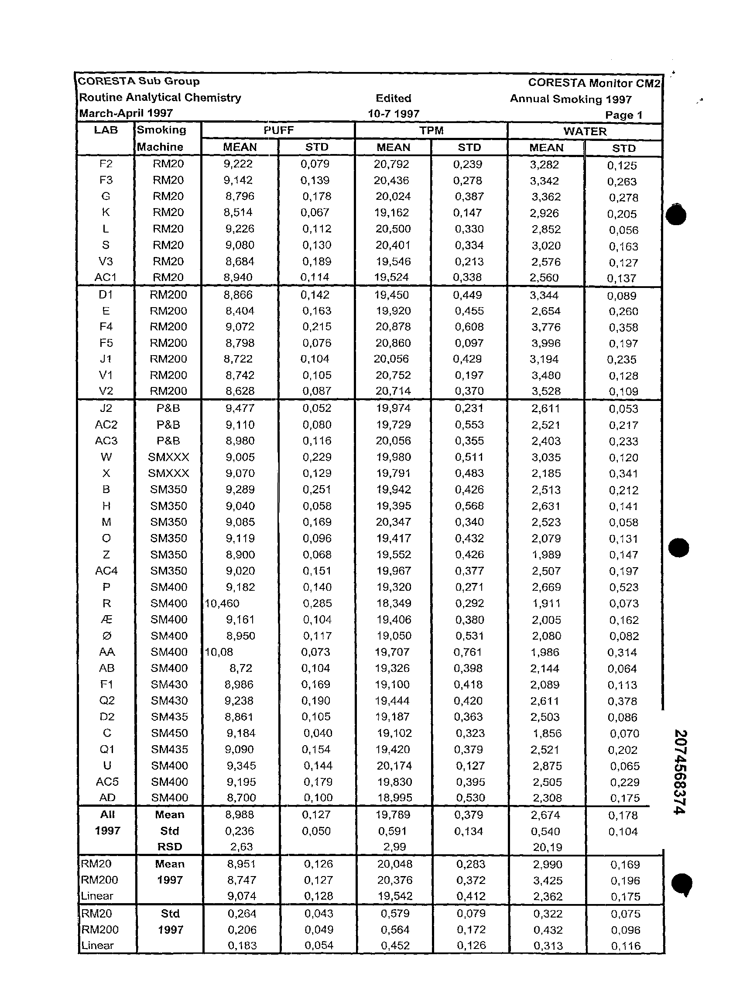 CORESTA Sub Group CORESTA Monitor CM2
Routine Analytical Chemistry Edited Annual Smoking 1997
March-April 1997 10-7 1997 Page 1
LAB Smoking PUFF TPM WATER
Machine MEAN STD MEAN STD MEAN STD
F2 RM20 9,222 0,079 20,792 0,239 3,282 0,125
F3 RM20 9,142 0,139 20,436 0,278 3,342 0,263
G RM20 8,796 0,178 20,024 0,387 3,362 0,278
K RM20 8,514 0,067 19,162 0,147 2,926 0,205
L RM20 9,226 0,112 20,500 0,330 2,852 0,056
S RM20 9,080 0,130 20,401 0,334 3,020 0,163
V3 RM20 8,684 0,189 19,546 0,213 2,576 0,127
AC1 RM20 8,940 0,114 19,524 0,338 2,560 0,137
D1 RM200 8,866 0,142 19,450 0,449 3,344 0,089
E RM200 8,404 0,163 19,920 0,455 2,654 0,260
F4 RM200 9,072 0,215 20,878 0,608 3,776 0,358
F5 RM200 8,798 0,076 20,860 0,097 3,996 0,197
J1 RM200 8,722 0,104 20,056 0,429 3,194 0,235
V1 RM200 8,742 0,105 20,752 0,197 3,480 0,128
V2 RM200 8,628 0,087 20,714 0,370 3,528 0,109
J2 P&B 9,477 0,052 19,974 0,231 2,611 0,053
AC2 P&B 9,110 0,080 19,729 0,553 2,521 0,217
AC3 P&B 8,980 0,116 20,056 0,355 2,403 0,233
W SMXXX 9,005 0,229 19,980 0,511 3,035 0,120
X SMXXX 9,070 0,129 19,791 0,483 2,185 0,341
B SM350 9,289 0,251 19,942 0,426 2,513 0,212
H SM350 9,040 0,058 19,395 0,568 2,631 0,141
M SM350 9,085 0,169 20,347 0,340 2,523 0,058
O SM350 9,119 0,096 19,417 0,432 2,079 0,131
Z SM350 8,900 0,068 19,552 0,426 1,989 0,147
AC4 SM350 9,020 0,151 19,967 0,377 2,507 0,197
P SM400 9,182 0,140 19,320 0,271 2,669 0,523
R SM400 10,460 0,285 18,349 0,292 1,911 0,073
Æ SM400 9,161 0,104 19,406 0,380 2,005 0,162
Ø SM400 8,950 0,117 19,050 0,531 2,080 0,082
AA SM400 10,08 0,073 19,707 0,761 1,986 0,314
AB SM400 8,72 0,104 19,326 0,398 2,144 0,064
F1 SM430 8,986 0,169 19,100 0,418 2,089 0,113
Q2 SM430 9,238 0,190 19,444 0,420 2,611 0,378
D2 SM435 8,861 0,105 19,187 0,363 2,503 0,086
C SM450 9,184 0,040 19,102 0,323 1,856 0,070
Q1 SM435 9,090 0,154 19,420 0,379 2,521 0,202
U SM400 9,345 0,144 20,174 0,127 2,875 0,065
AC5 SM400 9,195 0,179 19,830 0,395 2,505 0,229
AD SM400 8,700 0,100 18,995 0,530 2,308 0,175
All Mean 8,988 0,127 19,789 0,379 2,674 0,178
1997 Std 0,236 0,050 0,591 0,134 0,540 0,104
RSD 2,63 2,99 20,19
RM20 Mean 8,951 0,126 20,048 0,283 2,990 0,169
RM200 1997 8,747 0,127 20,376 0,372 3,425 0,196
Linear 9,074 0,128 19,542 0,412 2,362 0,175
RM20 Std 0,264 0,043 0,579 0,079 0,322 0,075
RM200 1997 0,206 0,049 0,564 0,172 0,432 0,096
Linear 0,183 0,054 0,452 0,126 0,313 0,116
2074568374